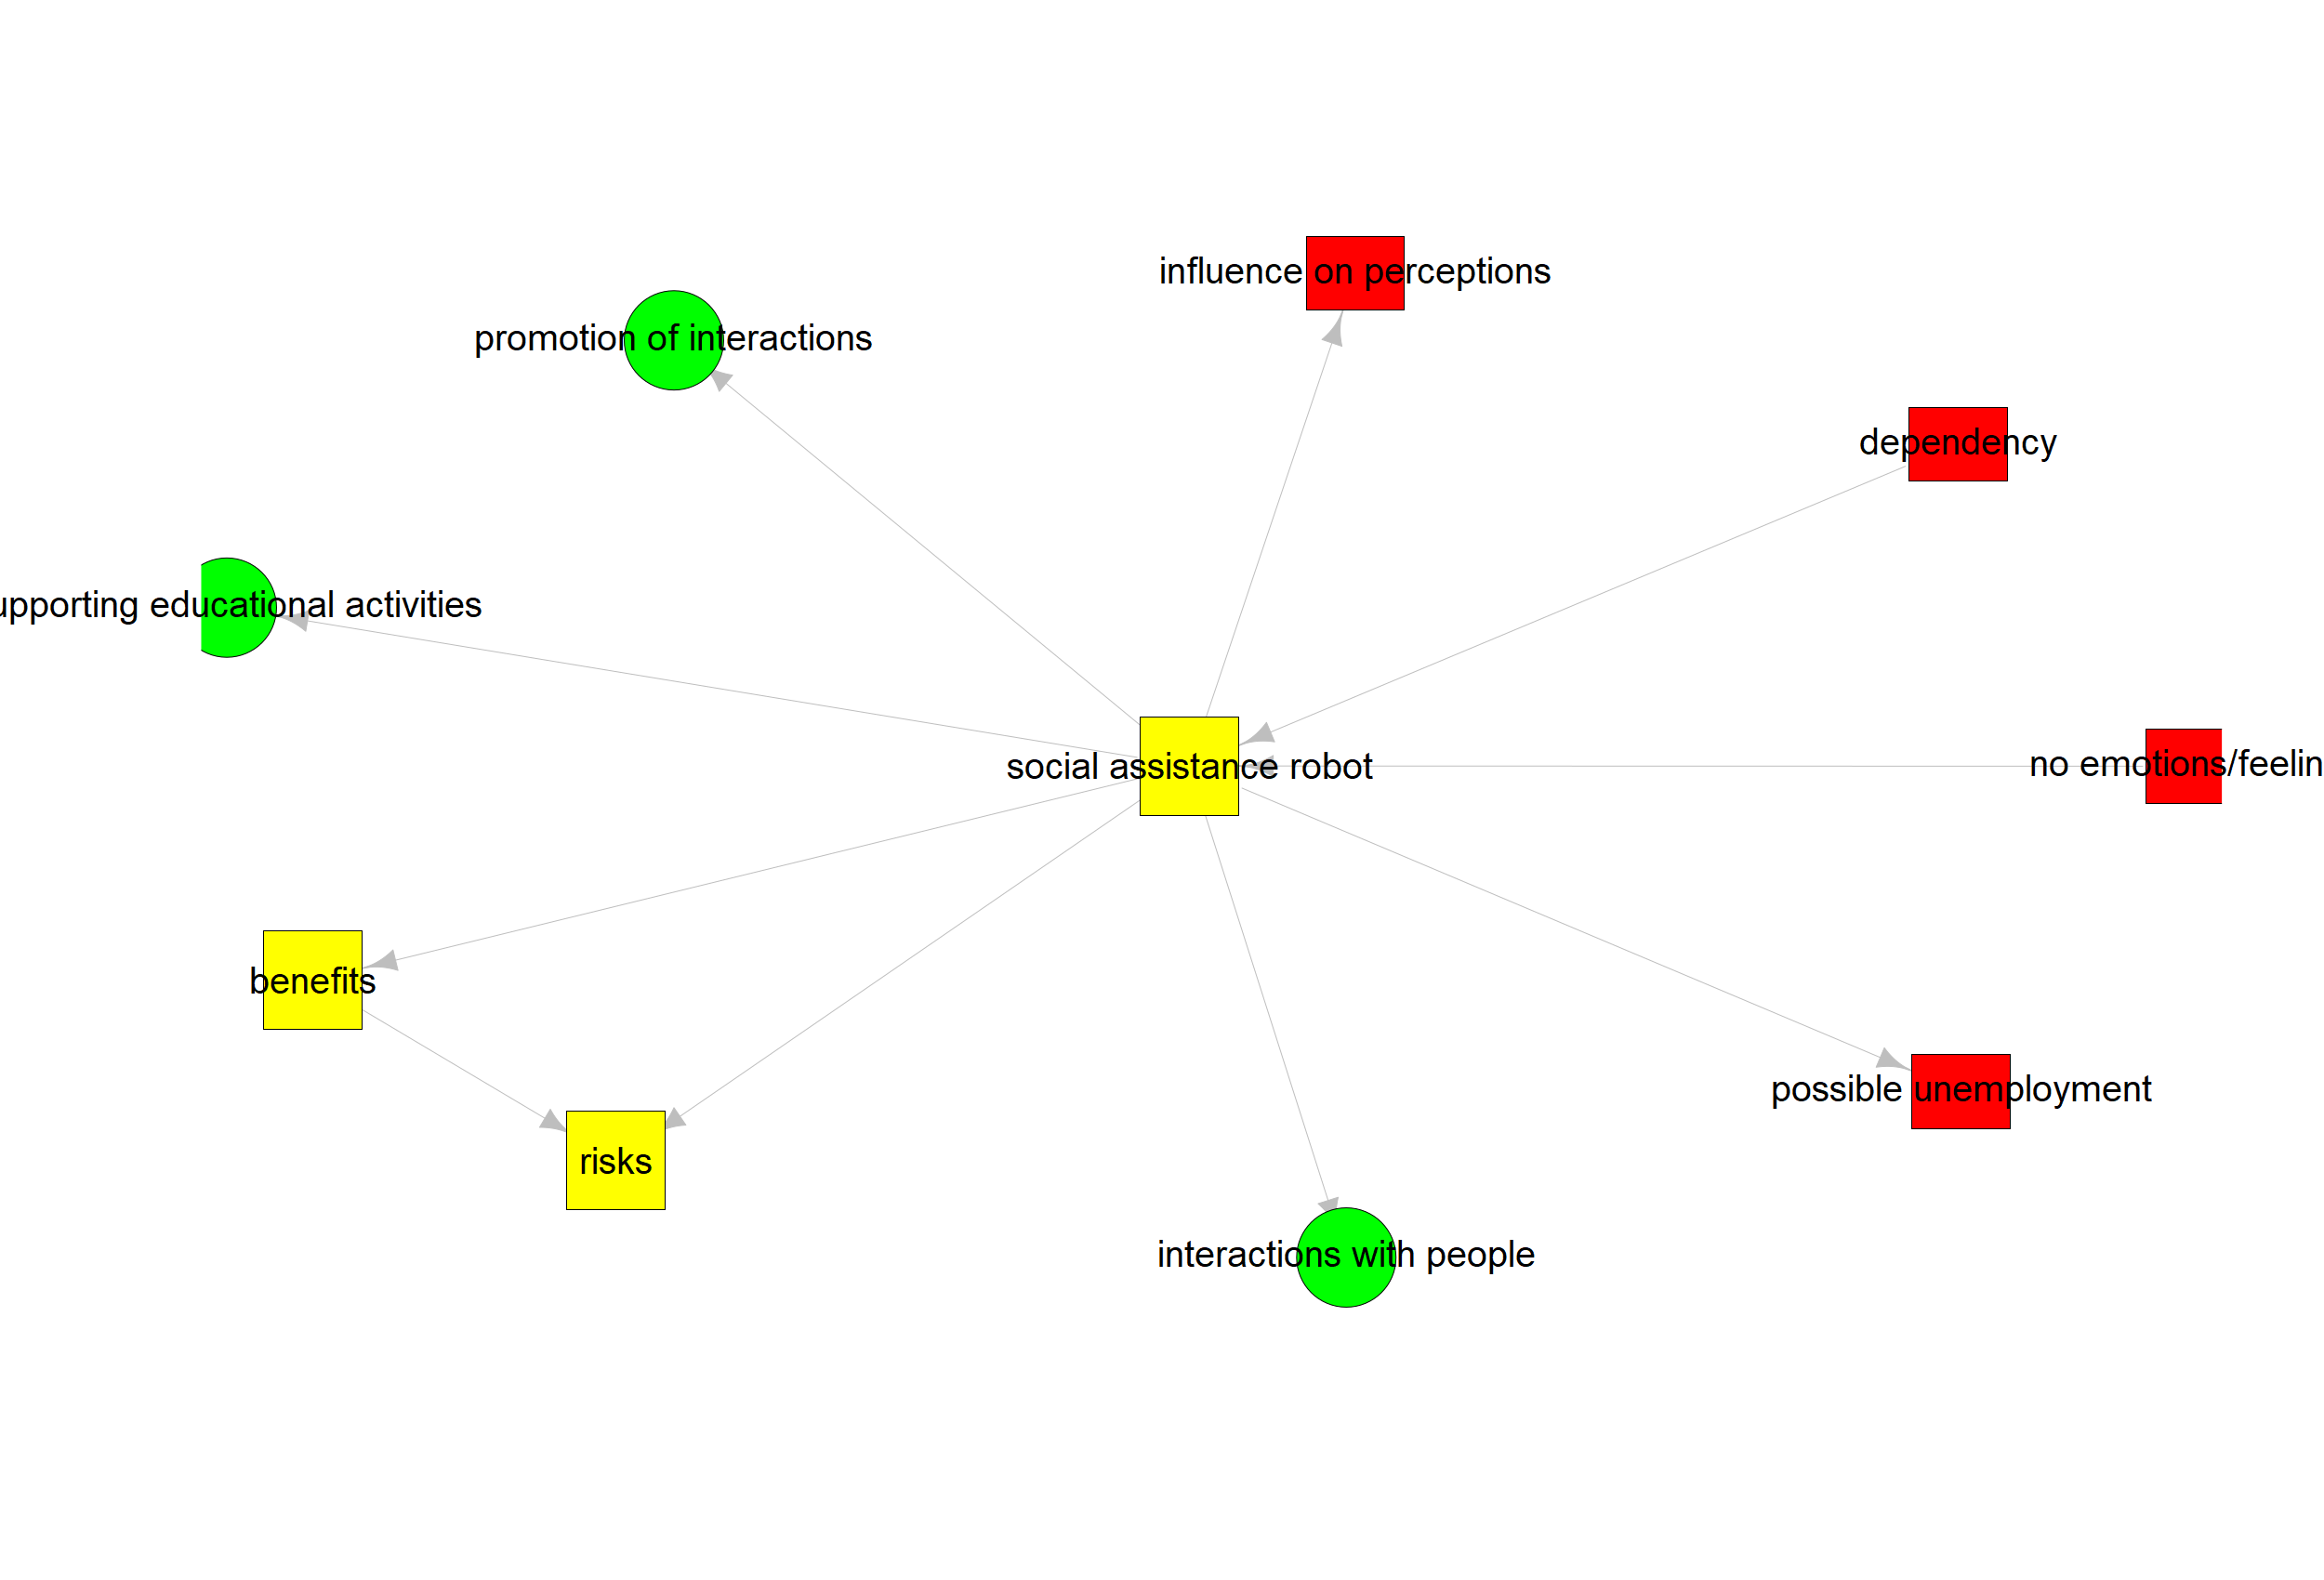 influence on perceptions
promotion of interactions
dependency
upporting educational activities
social assistance robot
no emotions/feelin
benefits
possible unemployment
risks
interactions with people